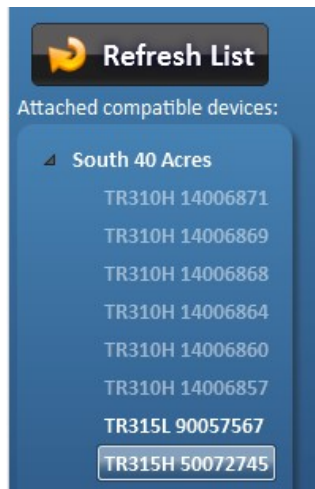 Refresh List
Attached compatible devices:
South 40 Acres
TR310H 14006871
TR310H 14006869
TR310H 14006868
TR310H 14006864
TR310H 14006860
TR310H 14006857
TR315L 90057567
TR315H 50072745